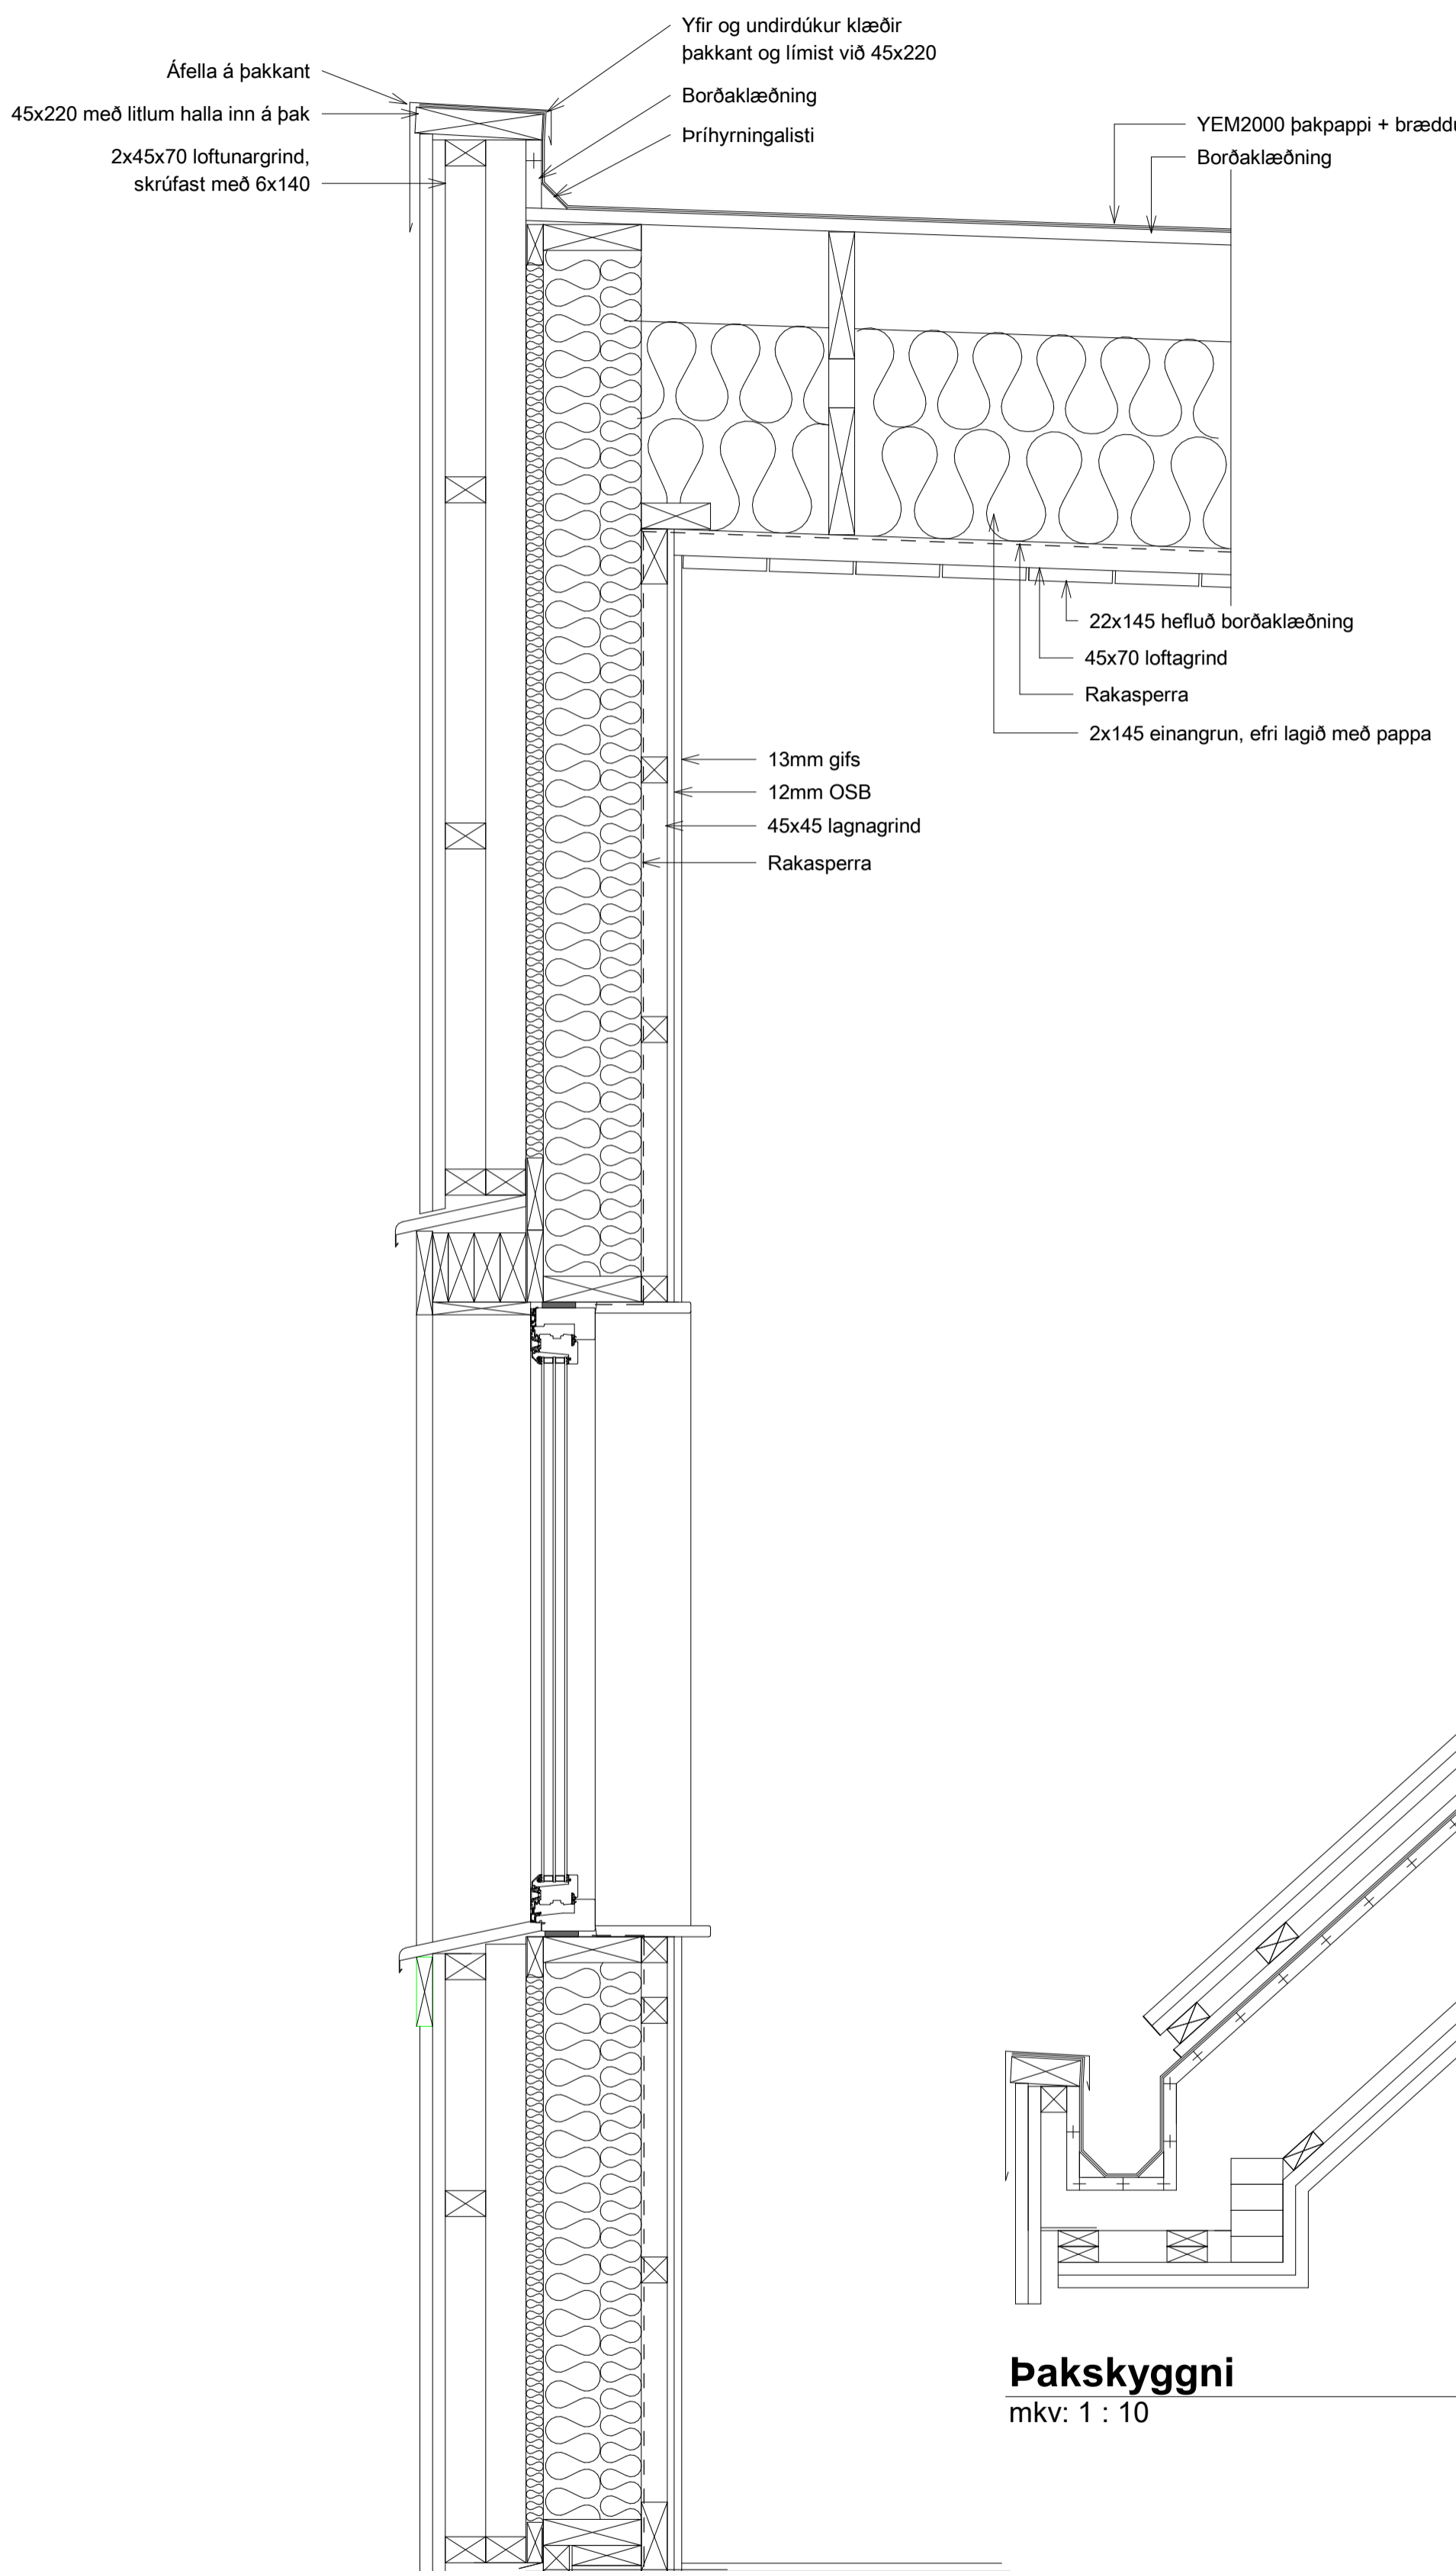 Yfir og undirdúkur klæðir
þakkant og límist við 45x220
Áfella á þakkant
Borðaklæðning
45x220 með litlum halla inn á þak
Þríhyrningalisti
2x45x70 loftunargrind,
skrúfast með 6x140
YEM2000 þakpappi + bræddu
Borðaklæðning
22x145 hefluð borðaklæðning
45x70 loftagrind
Rakasperra
2x145 einangrun, efri lagið með pappa
13mm gifs
12mm OSB
45x45 lagnagrind
Rakasperra
Þakskyggni
mkv: 1 : 10